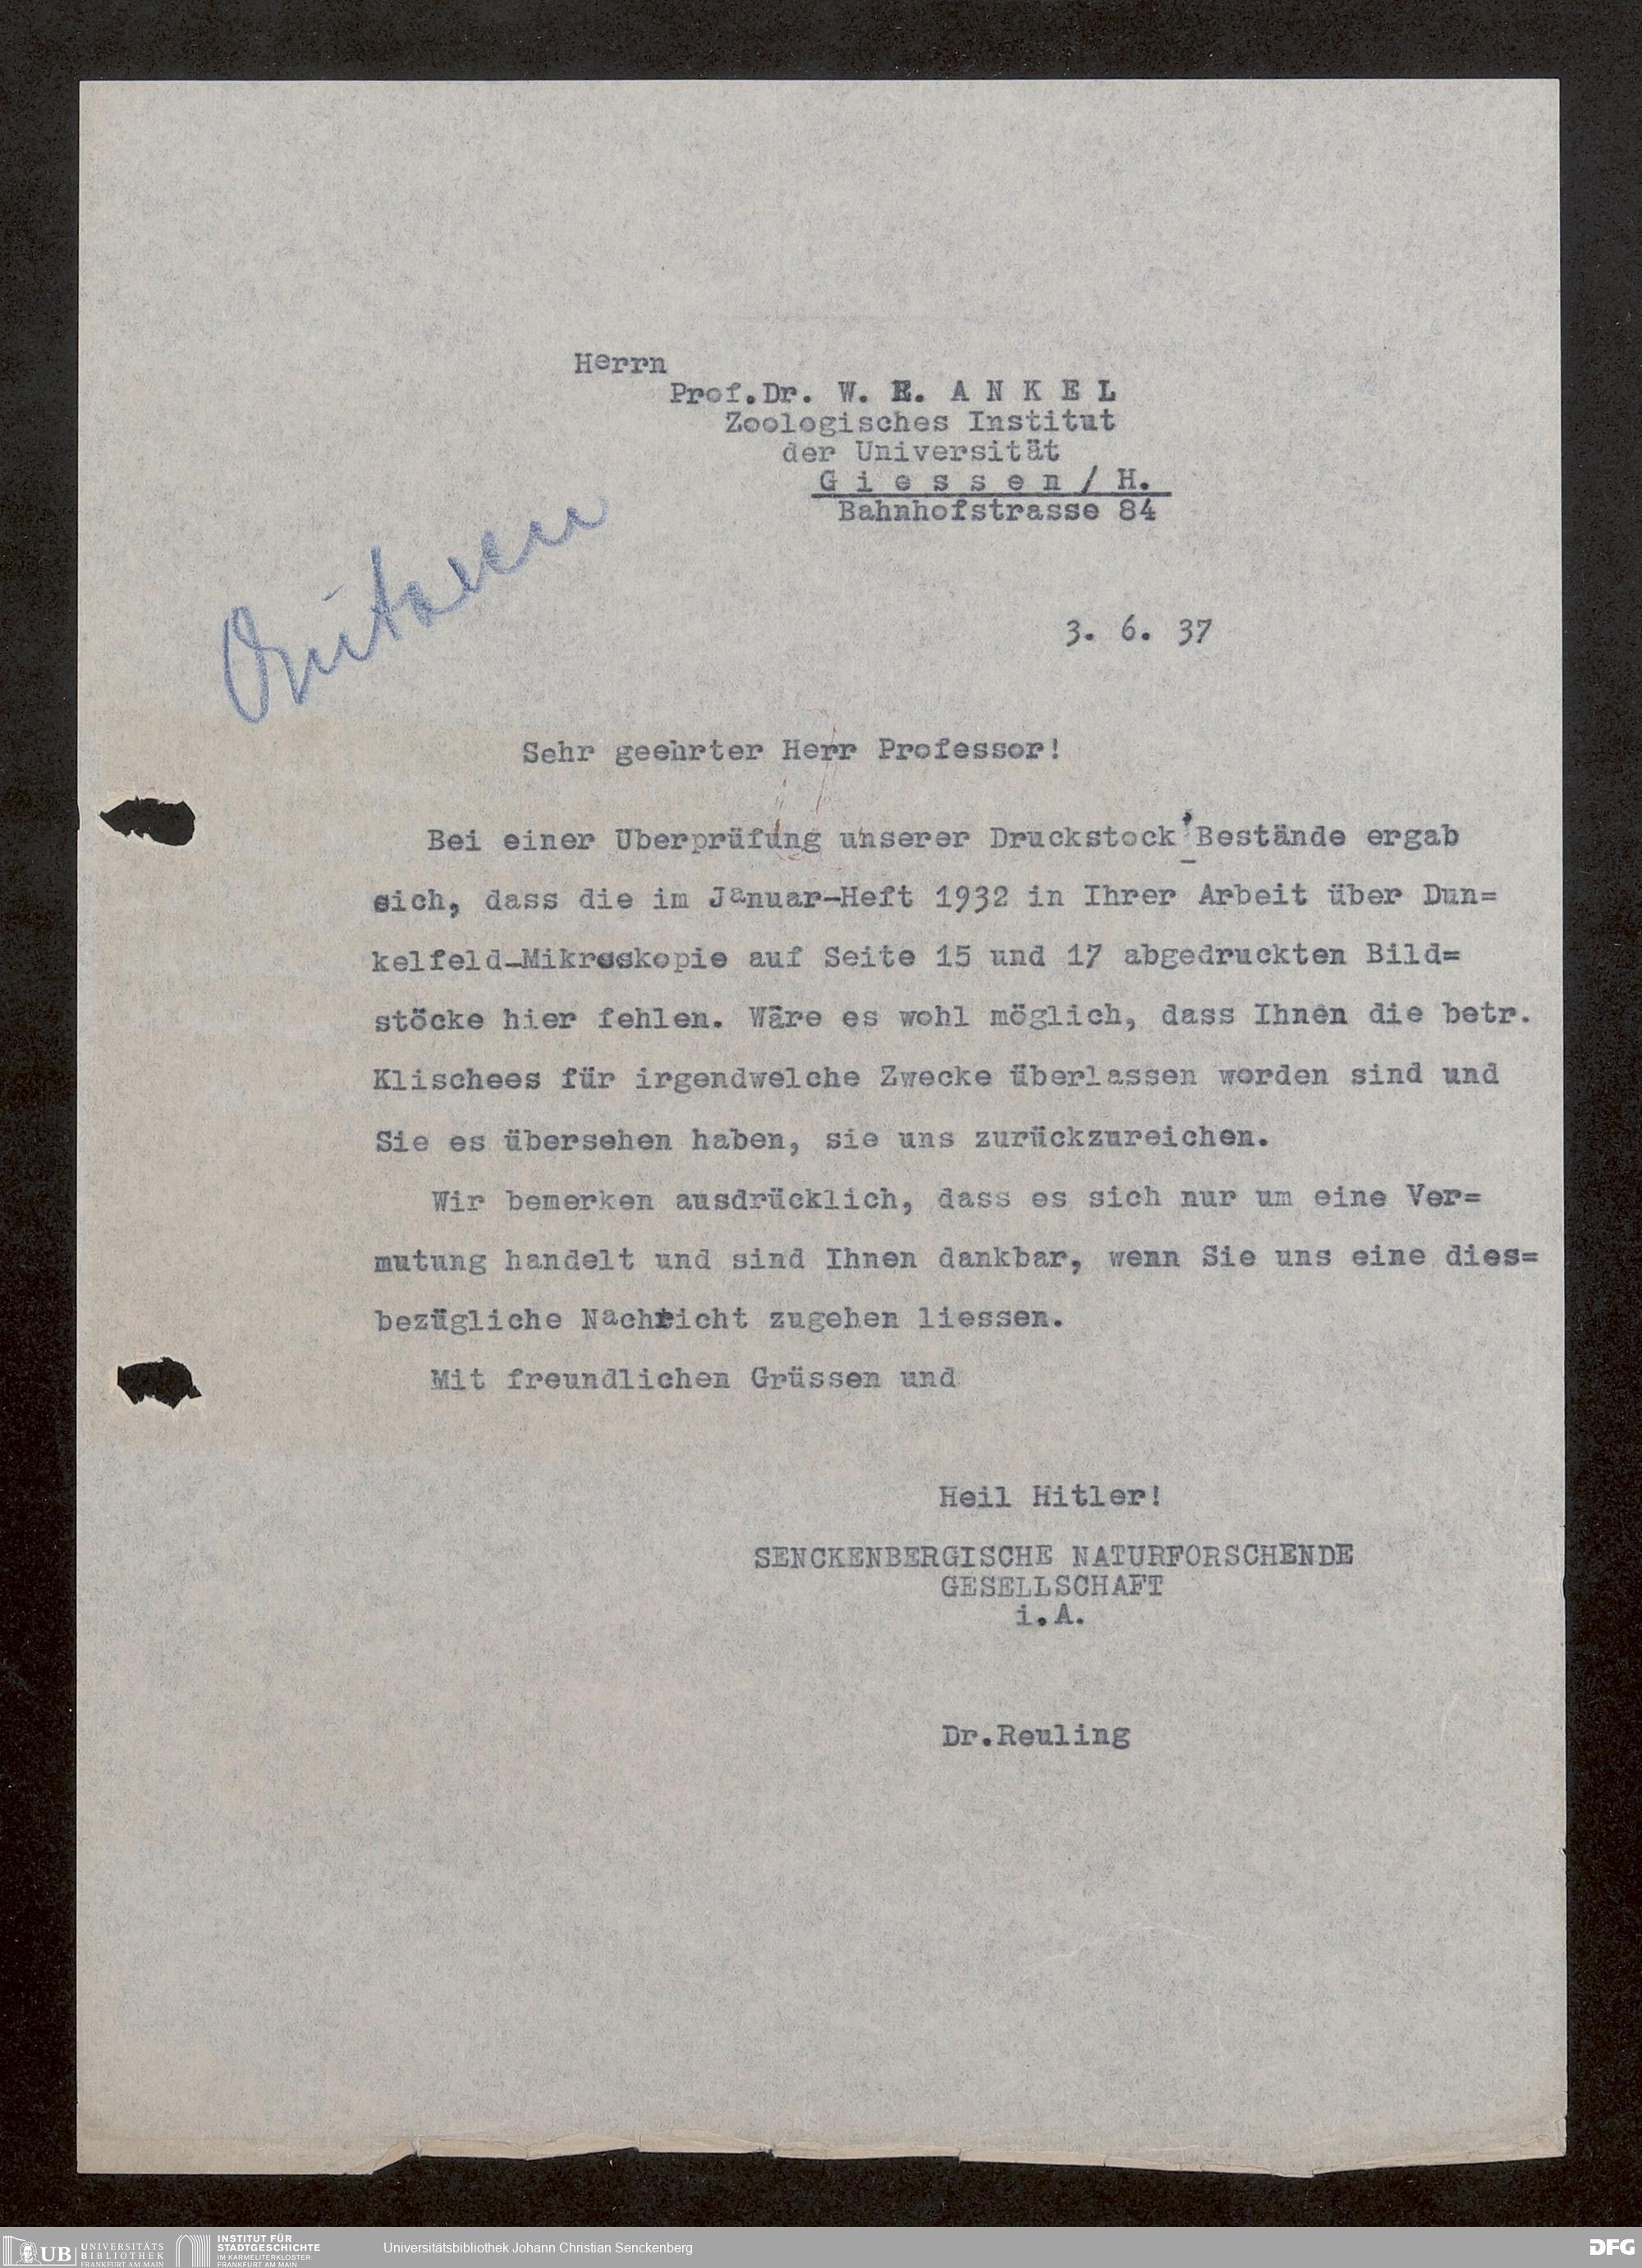 Herrn
Prof.Dr. W. E. A N K E L
Zoologisches Institut
der Universität
G i e s s e n / H.
Bahnhofstrasse 84
3. 6. 37
Sehr geehrter Herr Professor!
Bei einer Uberprüfung unserer Druckstock-Bestände ergab
sich, dass die im Januar-Heft 1932 in Ihrer Arbeit über Dun=
kelfeld-Mikroskopie auf Seite 15 und 17 abgedruckten Bild=
stöcke hier fehlen. Wäre es wohl möglich, dass Ihnen die betr.
Klischees für irgendwelche Zwecke überlassen worden sind und
Sie es übersehen haben, sie uns zurückzureichen.
Wir bemerken ausdrücklich, dass es sich nur um eine Ver=
mutung handelt und sind Ihnen dankbar, wenn Sie uns eine dies=
bezügliche Nachricht zugehen liessen.
Mit freundlichen Grüssen und
Heil Hitler!
SENCKENBERGISCHE NATURFORSCHENDE
GESELLSCHAFT
i.A.
Dr.Reuling
UB UNIVERSITÄTS
BIBLIOTHEK
FRANKFURT AM MAIN
INSTITUT FÜR
STADTGESCHICHTE
IM KARMELITERKLOSTER
FRANKFURT AM MAIN
Universitätsbibliothek Johann Christian Senckenberg
DFG